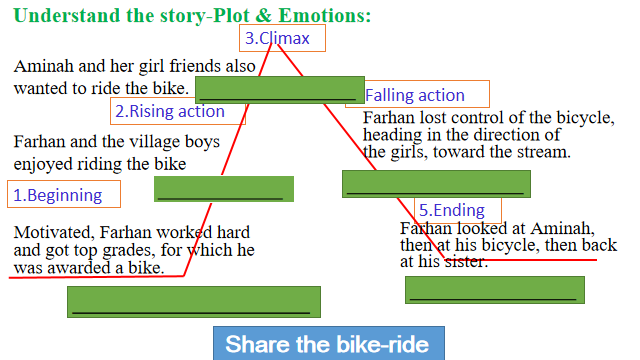 Understand the story-Plot & Emotions:
3.Climax
Aminah and her girl friends also
wanted to ride the bike.
2.Rising action
Falling action
Farhan lost control of the bicycle,
heading in the direction of
the girls, toward the stream.
Farhan and the village boys
enjoyed riding the bike
1.Beginning
5.Ending
Motivated, Farhan worked hard
and got top grades, for which he
was awarded a bike.
Farhan looked at Aminah,
then at his bicycle, then back
at his sister.
Share the bike-ride